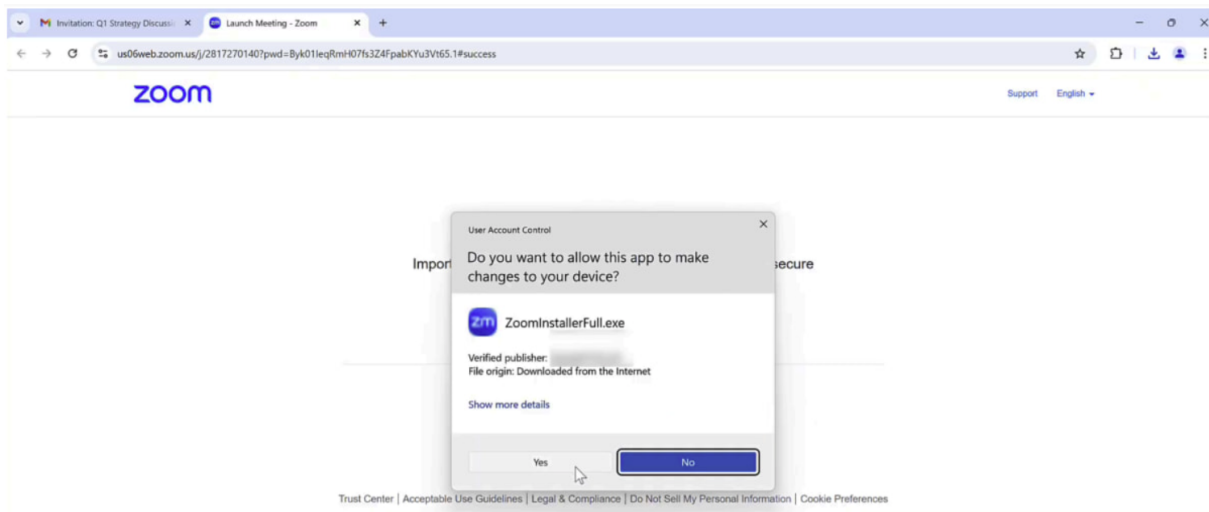 Invitation: Q1 Strategy Discussi
Launch Meeting - Zoom
us06web.zoom.us/j/2817270140?pwd=Byk01IeqRmH07fs3Z4FpabKYu3Vt65.1#success
zoom
Support English
User Account Control
Do you want to allow this app to make
changes to your device?
Import
secure
zm ZoomInstallerFull.exe
Verified publisher:
File origin: Downloaded from the Internet
Show more details
Yes No
Trust Center | Acceptable Use Guidelines | Legal & Compliance | Do Not Sell My Personal Information | Cookie Preferences